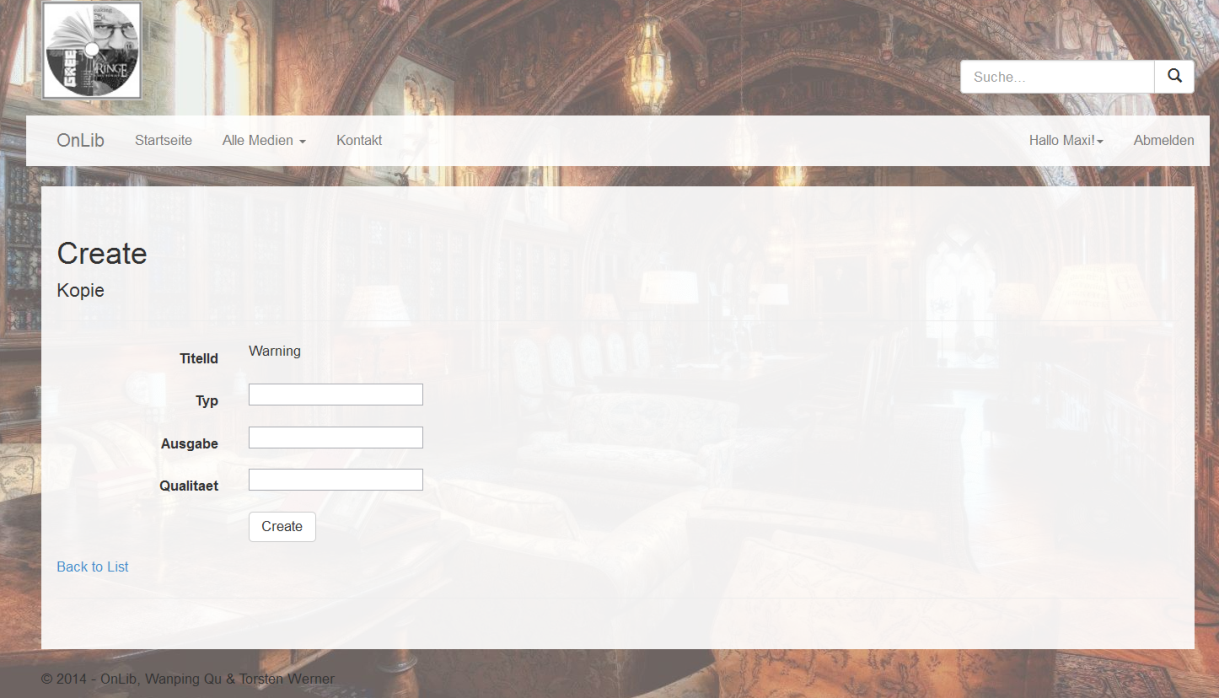 RINGE
Suche...
OnLib Startseite Alle Medien Kontakt Hallo Maxi! Abmelden
Create
Kopie
TitelId Warning
Typ
Ausgabe
Qualitaet
Create
Back to List
© 2014 - OnLib, Wanping Qu & Torsten Werner